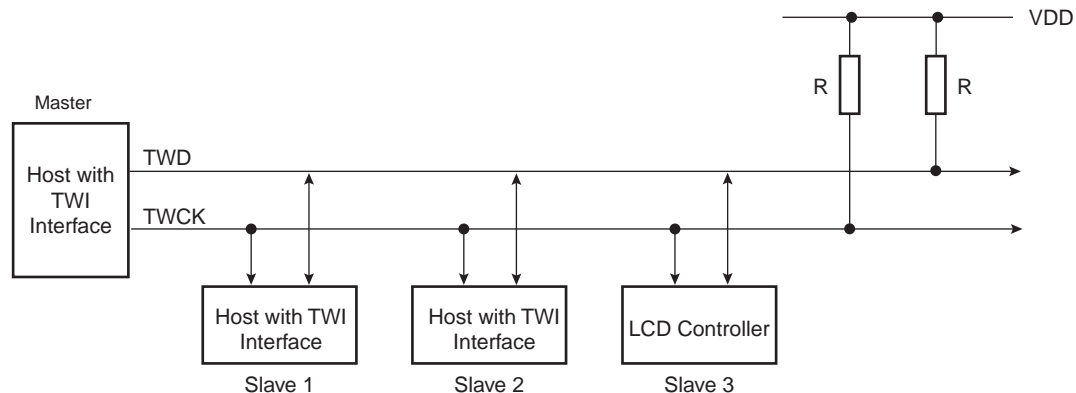 VDD
R
R
Master
Host with
TWI
Interface
TWD
TWCK
Host with TWI
Interface
Host with TWI
Interface
LCD Controller
Slave 1
Slave 2
Slave 3